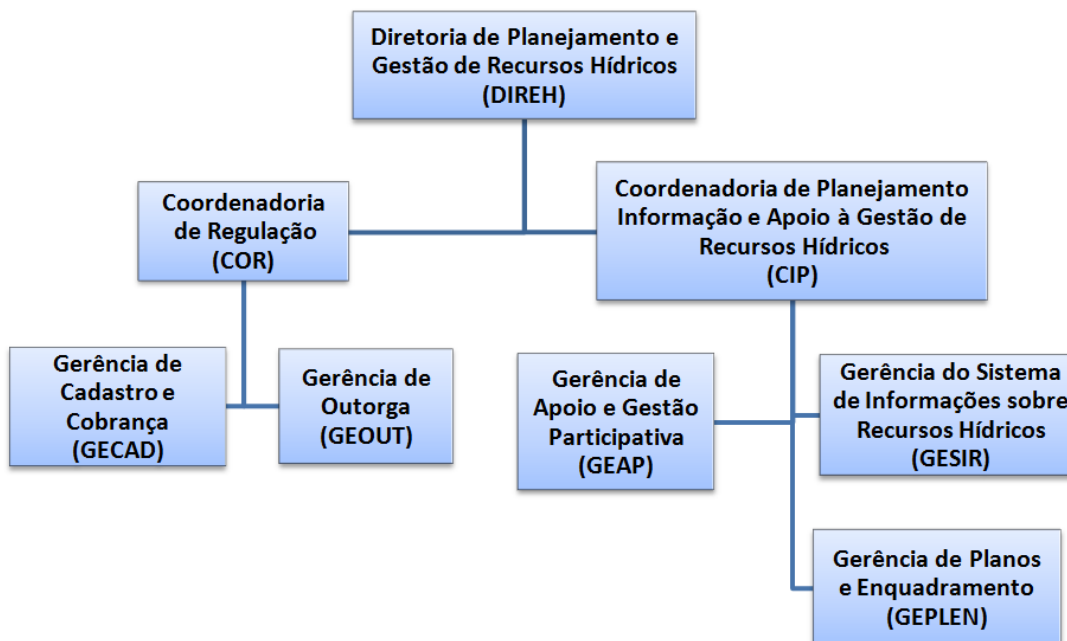 Diretoria de Planejamento e
Gestão de Recursos Hídricos
(DIREH)
Coordenadoria
de Regulação
(COR)
Coordenadoria de Planejamento
Informação e Apoio à Gestão de
Recursos Hídricos
(CIP)
Gerência de
Cadastro e
Cobrança
(GECAD)
Gerência de
Outorga
(GEOUT)
Gerência de
Apoio e Gestão
Participativa
(GEAP)
Gerência do Sistema
de Informações sobre
Recursos Hídricos
(GESIR)
Gerência de Planos
e Enquadramento
(GEPLEN)